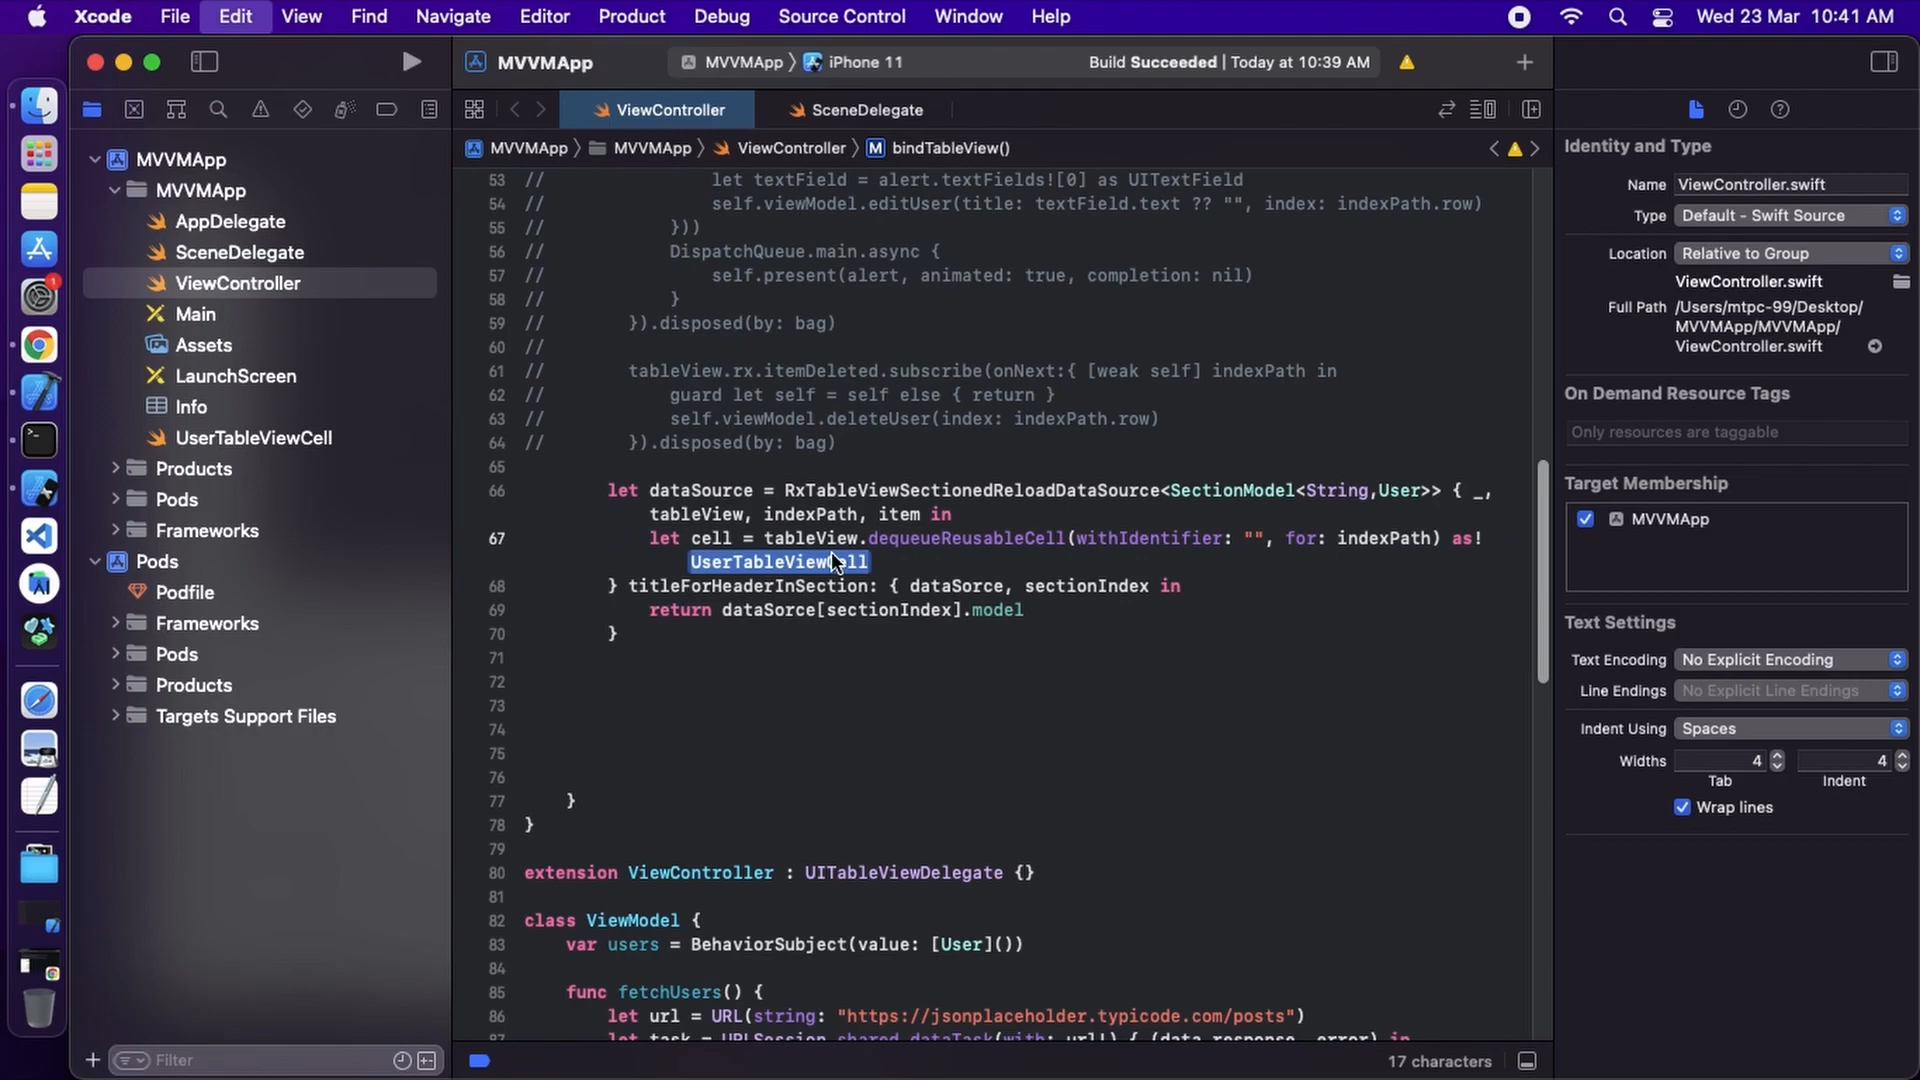 Xcode File Edit View Find Navigate Editor Product Debug Source Control Window Help Wed 23 Mar 10:41 AM
MVVMApp MVVMApp iPhone 11 Build Succeeded | Today at 10:39 AM
ViewController SceneDelegate
MVVMApp MVVMApp ViewController M bindTableView()
MVVMApp
MVVMApp
AppDelegate
SceneDelegate
ViewController
Main
Assets
LaunchScreen
Info
UserTableViewCell
Products
Pods
Frameworks
Pods
Podfile
Frameworks
Pods
Products
Targets Support Files
Filter
53 // let textField = alert.textFields![0] as UITextField
54 // self.viewModel.editUser(title: textField.text ?? "", index: indexPath.row)
55 // }))
56 // DispatchQueue.main.async {
57 // self.present(alert, animated: true, completion: nil)
58 // }
59 // }).disposed(by: bag)
60 //
61 // tableView.rx.itemDeleted.subscribe(onNext:{ [weak self] indexPath in
62 // guard let self = self else { return }
63 // self.viewModel.deleteUser(index: indexPath.row)
64 // }).disposed(by: bag)
65
66 let dataSource = RxTableViewSectionedReloadDataSource<SectionModel<String,User>> { _,
tableView, indexPath, item in
67 let cell = tableView.dequeueReusableCell(withIdentifier: "", for: indexPath) as!
UserTableViewCell
68 } titleForHeaderInSection: { dataSorce, sectionIndex in
69 return dataSorce[sectionIndex].model
70 }
71
72
73
74
75
76
77 }
78 }
79
80 extension ViewController : UITableViewDelegate {}
81
82 class ViewModel {
83 var users = BehaviorSubject(value: [User]())
84
85 func fetchUsers() {
86 let url = URL(string: "https://jsonplaceholder.typicode.com/posts")
87 let task = URLSession.shared.dataTask(with: url!) { (data, response, error) in
17 characters
Identity and Type
Name ViewController.swift
Type Default - Swift Source
Location Relative to Group
ViewController.swift
Full Path /Users/mtpc-99/Desktop/
MVVMApp/MVVMApp/
ViewController.swift
On Demand Resource Tags
Only resources are taggable
Target Membership
MVVMApp
Text Settings
Text Encoding No Explicit Encoding
Line Endings No Explicit Line Endings
Indent Using Spaces
Widths 4 4
Tab Indent
Wrap lines
1